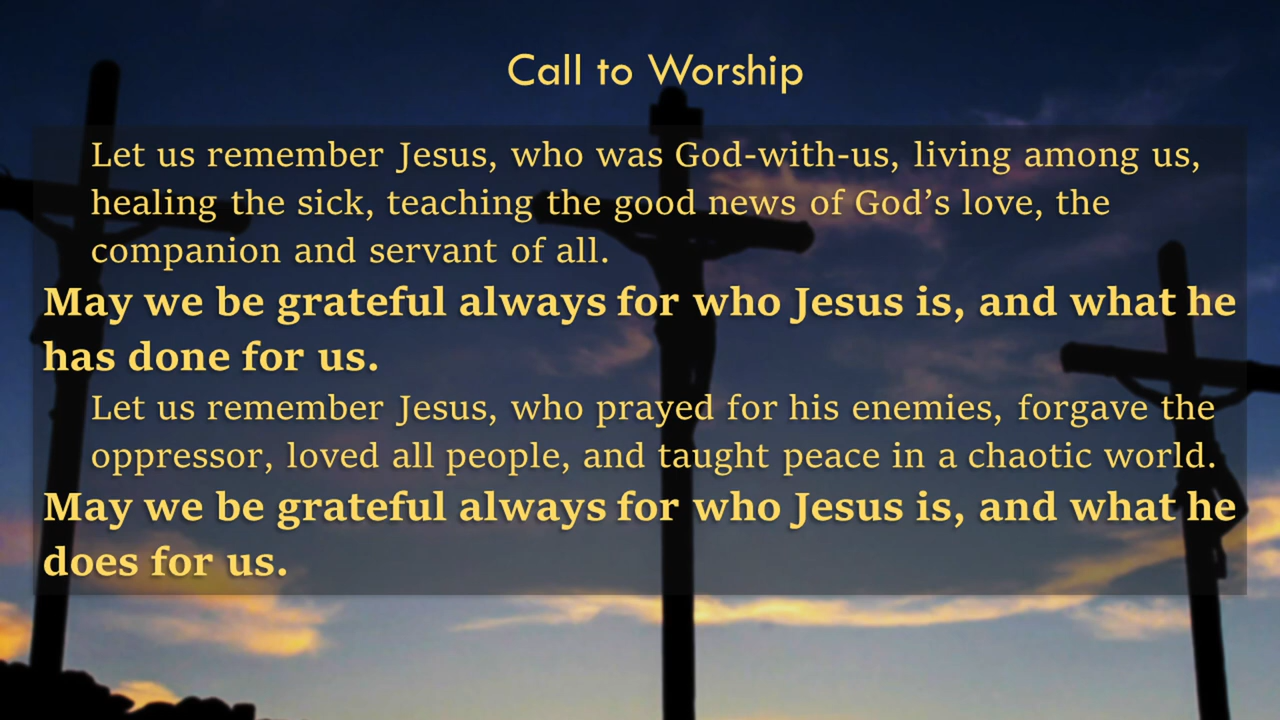 Call to Worship
Let us remember Jesus, who was God-with-us, living among us,
healing the sick, teaching the good news of God’s love, the
companion and servant of all.
May we be grateful always for who Jesus is, and what he
has done for us.
Let us remember Jesus, who prayed for his enemies, forgave the
oppressor, loved all people, and taught peace in a chaotic world.
May we be grateful always for who Jesus is, and what he
does for us.